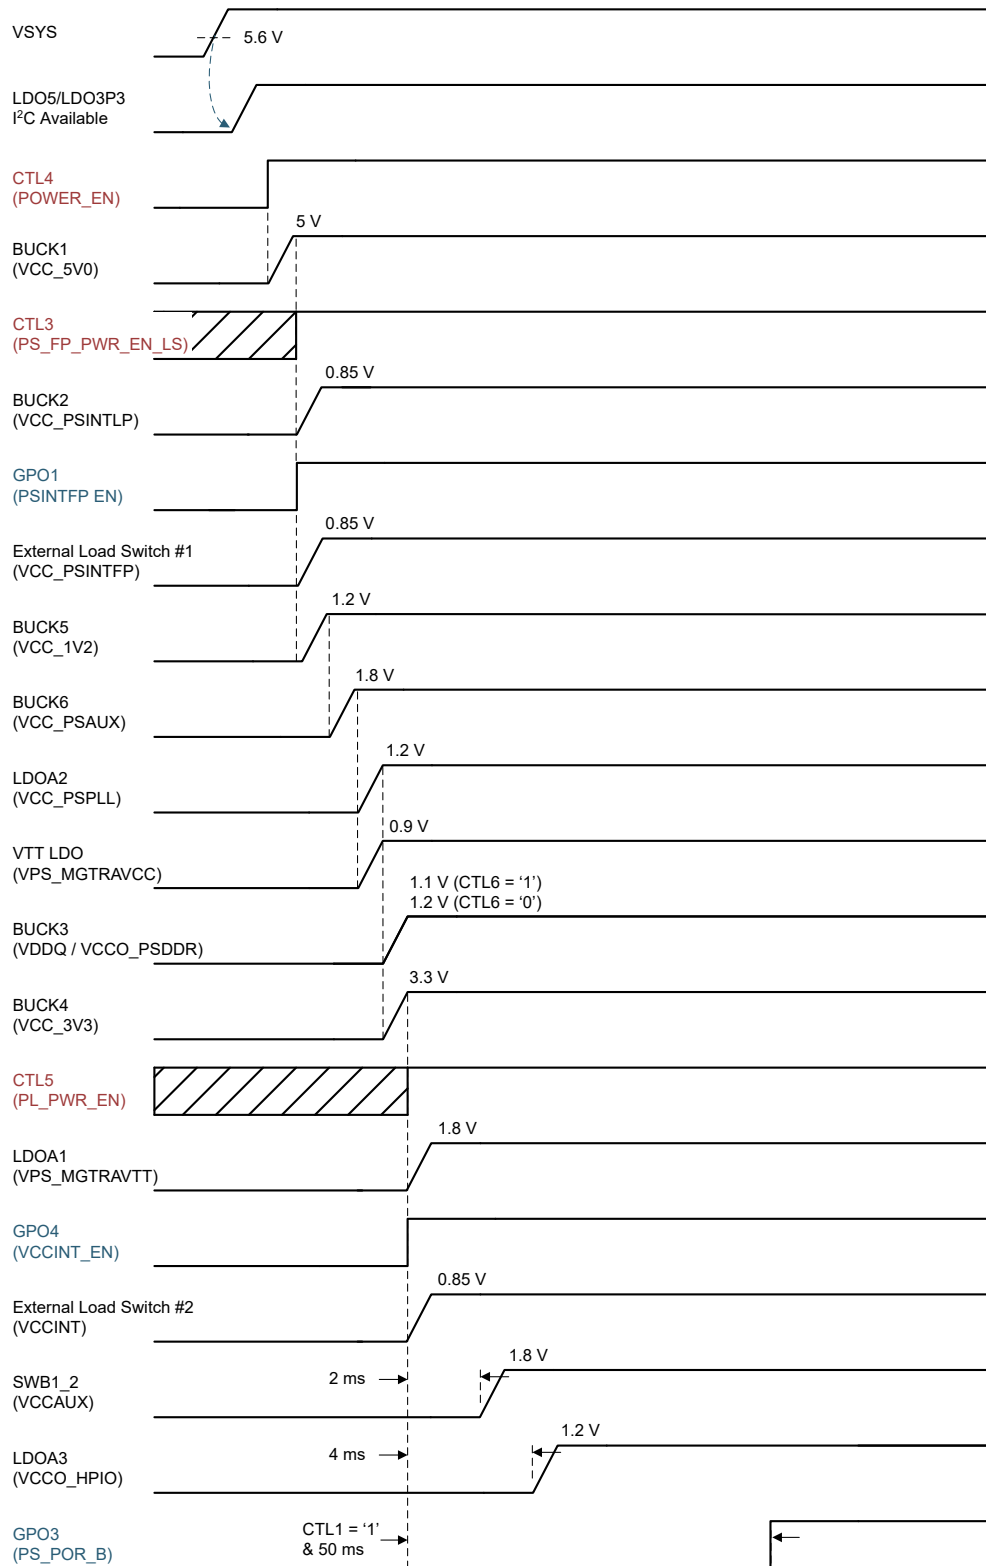 VSYS
5.6 V
LDO5/LDO3P3
I²C Available
CTL4
(POWER_EN)
5 V
BUCK1
(VCC_5V0)
CTL3
(PS_FP_PWR_EN_LS)
0.85 V
BUCK2
(VCC_PSINTLP)
GPO1
(PSINTFP EN)
0.85 V
External Load Switch #1
(VCC_PSINTFP)
1.2 V
BUCK5
(VCC_1V2)
1.8 V
BUCK6
(VCC_PSAUX)
1.2 V
LDOA2
(VCC_PSPLL)
0.9 V
VTT LDO
(VPS_MGTRAVCC)
1.1 V (CTL6 = ‘1’)
1.2 V (CTL6 = ‘0’)
BUCK3
(VDDQ / VCCO_PSDDR)
3.3 V
BUCK4
(VCC_3V3)
CTL5
(PL_PWR_EN)
1.8 V
LDOA1
(VPS_MGTRAVTT)
GPO4
(VCCINT_EN)
0.85 V
External Load Switch #2
(VCCINT)
1.8 V
2 ms
SWB1_2
(VCCAUX)
1.2 V
4 ms
LDOA3
(VCCO_HPIO)
GPO3
(PS_POR_B)
CTL1 = ‘1’
& 50 ms